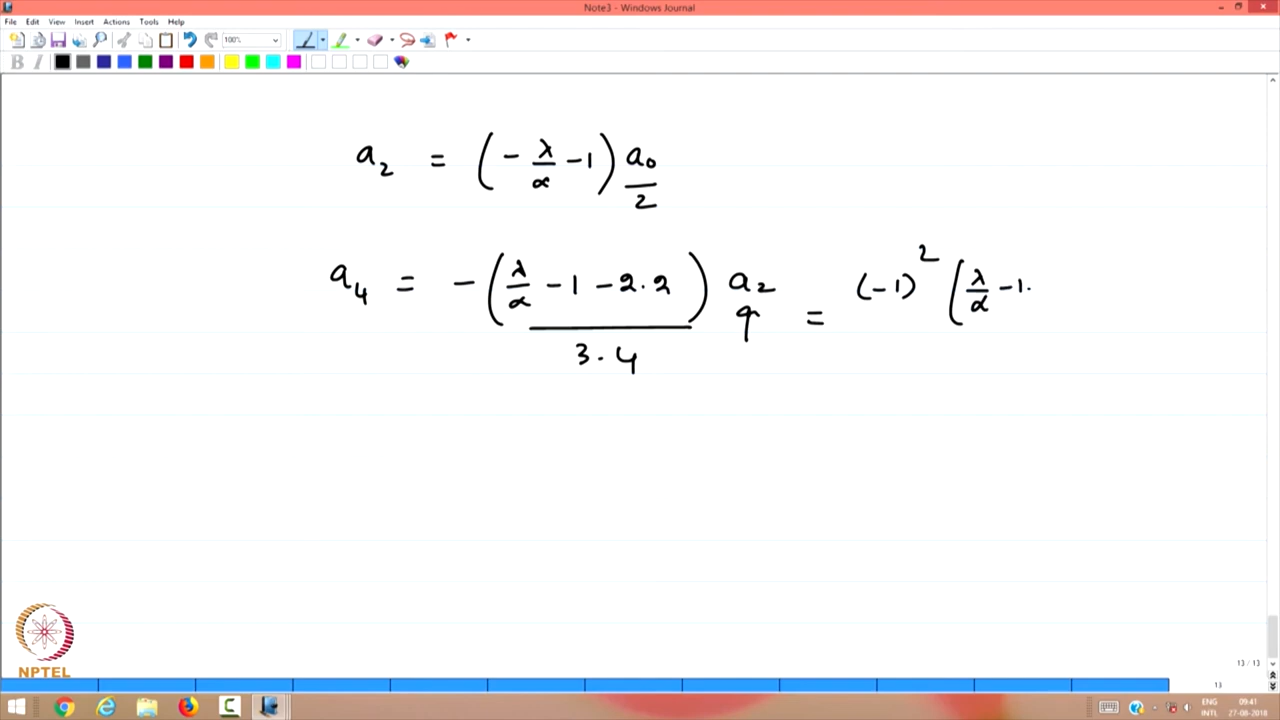 Note3 - Windows Journal
File Edit View Insert Actions Tools Help
100%
B I
a₂ = (- λ/α - 1) a₀/2
a₄ = - (λ/α - 1 - 2·2)/(3·4) a₂ = (-1)² (λ/α - 1·
NPTEL
13 / 13
13
ENG 09:41
INTL 27-08-2018